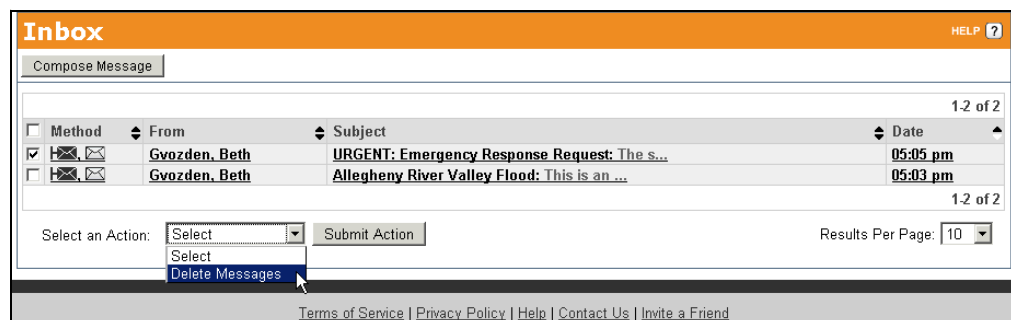 Inbox HELP ?
Compose Message
1-2 of 2
Method From Subject Date
Gvozden, Beth URGENT: Emergency Response Request: The s... 05:05 pm
Gvozden, Beth Allegheny River Valley Flood: This is an ... 05:03 pm
1-2 of 2
Select an Action: Select Submit Action Results Per Page: 10
Select
Delete Messages
Terms of Service | Privacy Policy | Help | Contact Us | Invite a Friend